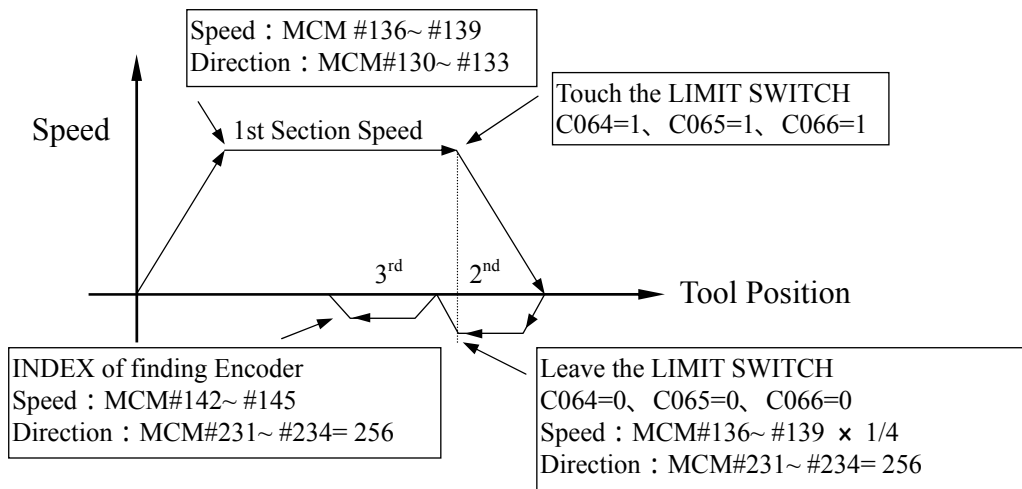 Speed：MCM #136~ #139
Direction：MCM#130~ #133
Touch the LIMIT SWITCH
C064=1、C065=1、C066=1
Speed
1st Section Speed
3rd
2nd
Tool Position
INDEX of finding Encoder
Speed：MCM#142~ #145
Direction：MCM#231~ #234= 256
Leave the LIMIT SWITCH
C064=0、C065=0、C066=0
Speed：MCM#136~ #139 × 1/4
Direction：MCM#231~ #234= 256